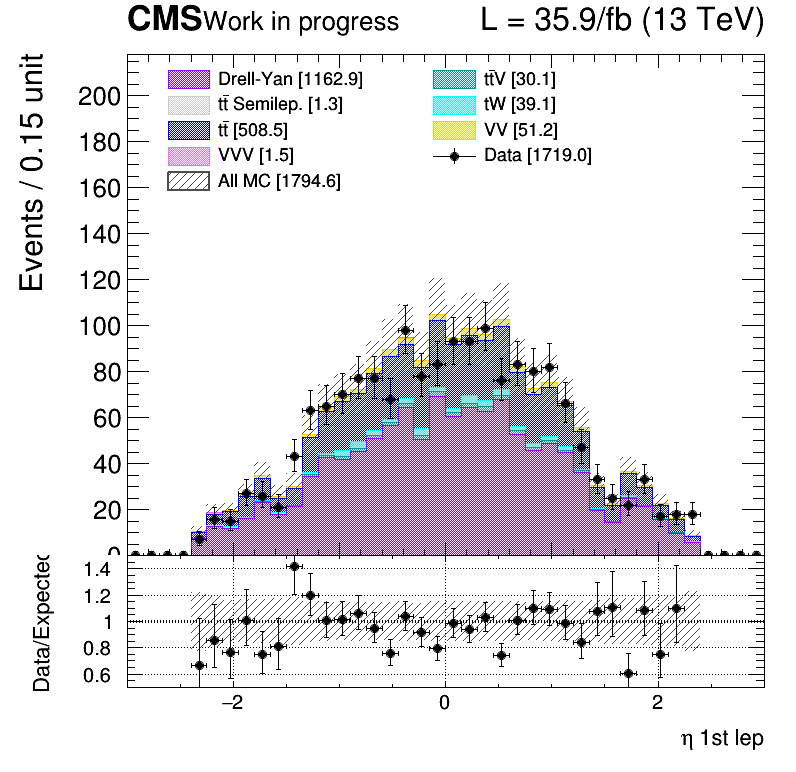 CMS Work in progress L = 35.9/fb (13 TeV)
Events / 0.15 unit
Drell-Yan [1162.9]
tt̄ Semilep. [1.3]
tt̄ [508.5]
VVV [1.5]
All MC [1794.6]
tt̄V [30.1]
tW [39.1]
VV [51.2]
Data [1719.0]
200
180
160
140
120
100
80
60
40
20
0
Data/Expected
1.4
1.2
1
0.8
0.6
−2 0 2
η 1st lep